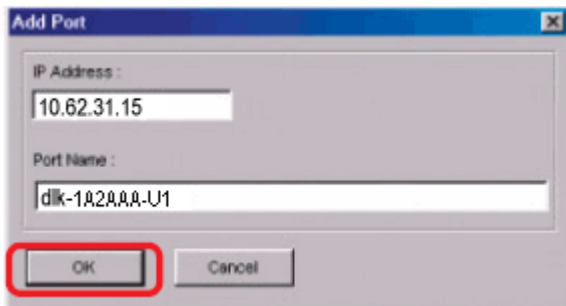 Add Port
IP Address :
10.62.31.15
Port Name :
dlk-1A2AAA-U1
OK
Cancel